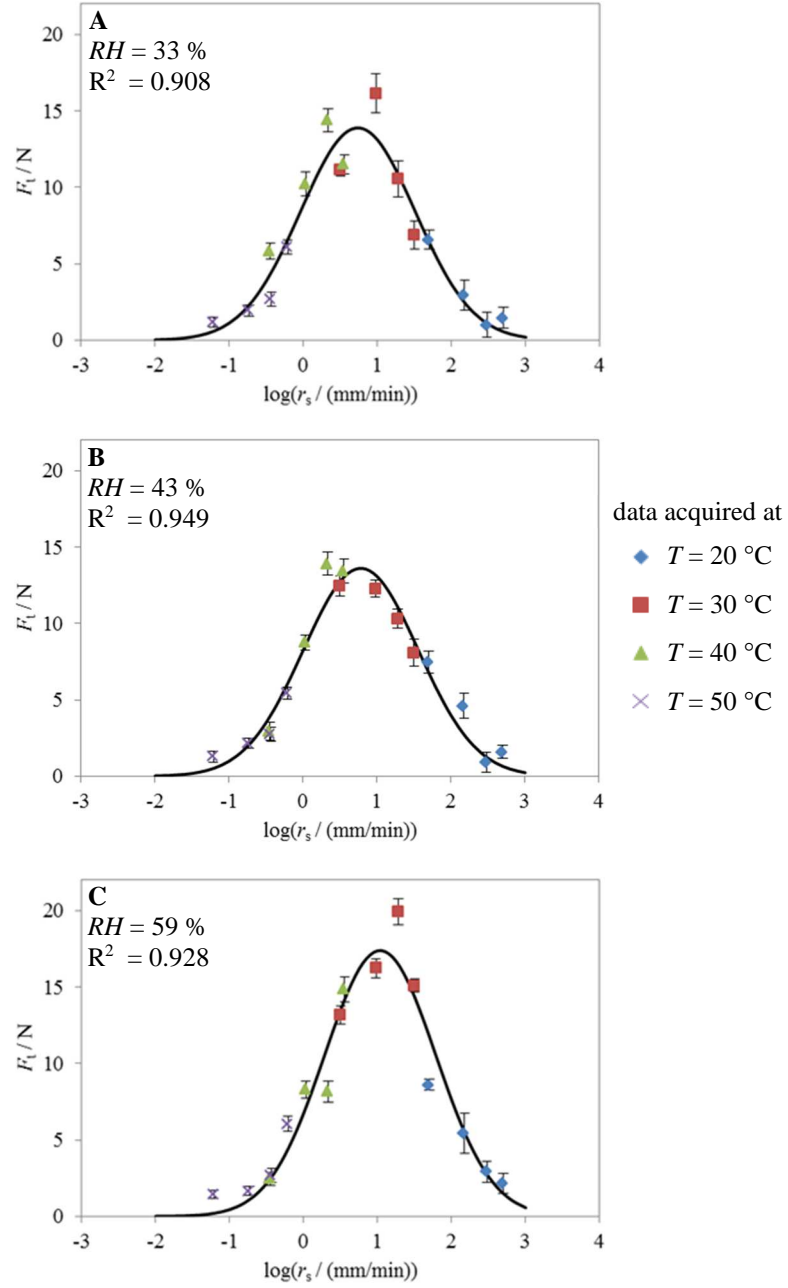 A
RH = 33 %
R² = 0.908
20
15
10
5
0
Ft / N
-3 -2 -1 0 1 2 3 4
log(rs / (mm/min))
B
RH = 43 %
R² = 0.949
20
15
10
5
0
Ft / N
-3 -2 -1 0 1 2 3 4
log(rs / (mm/min))
data acquired at
T = 20 °C
T = 30 °C
T = 40 °C
T = 50 °C
C
RH = 59 %
R² = 0.928
20
15
10
5
0
Ft / N
-3 -2 -1 0 1 2 3 4
log(rs / (mm/min))